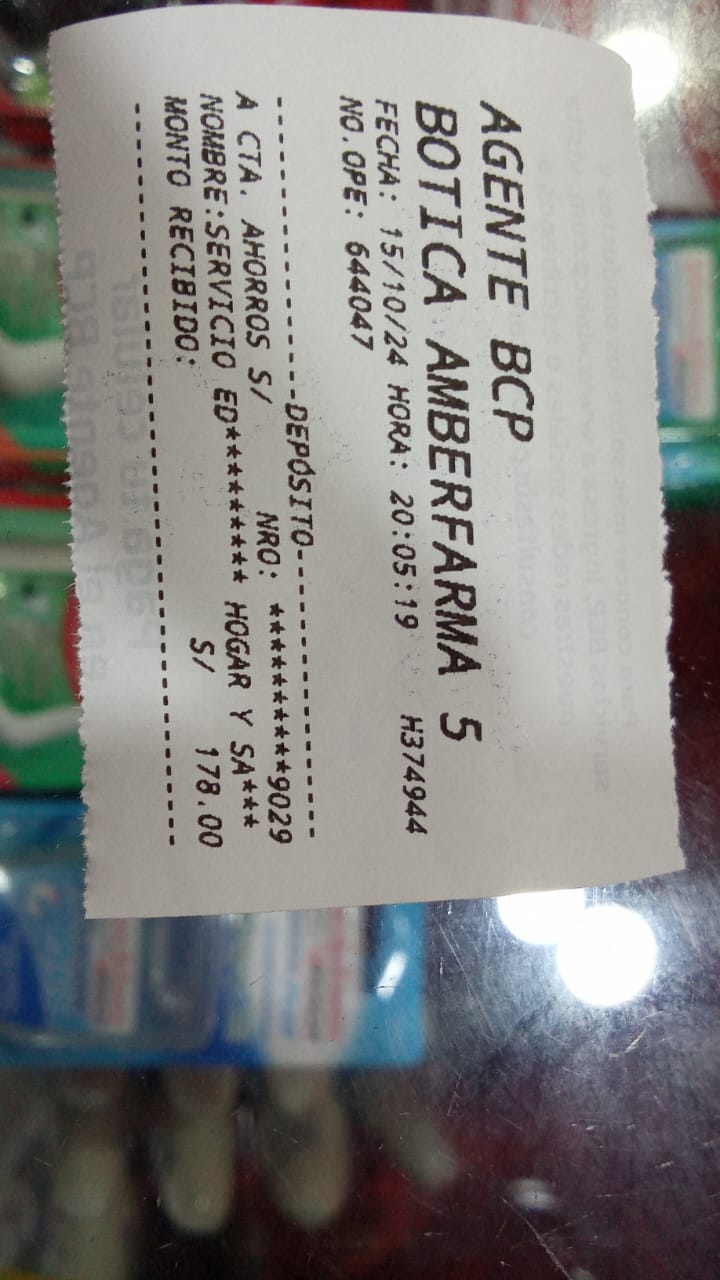 AGENTE BCP
BOTICA AMBERFARMA 5
FECHA: 15/10/24 HORA: 20:05:19 H374944
NO.OPE: 644047
----------------DEPÓSITO----------------
A CTA. AHORROS S/ NRO: **********9029
NOMBRE:SERVICIO ED********** HOGAR Y SA***
MONTO RECIBIDO: S/ 178.00
----------------------------------------